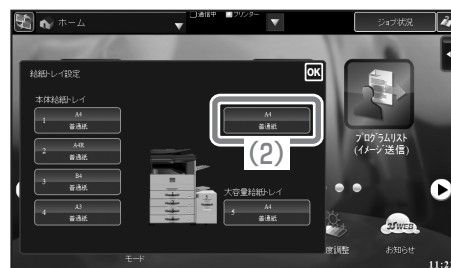 ホーム
通信中 プリンター
ジョブ状況
給紙トレイ設定
OK
本体給紙トレイ
1 A4
普通紙
A4
普通紙
(2)
2 A4R
普通紙
3 B4
普通紙
大容量給紙トレイ
4 A3
普通紙
5 A4
普通紙
プログラムリスト
(イメージ送信)
モード
度調整
WEB
お知らせ
11:2